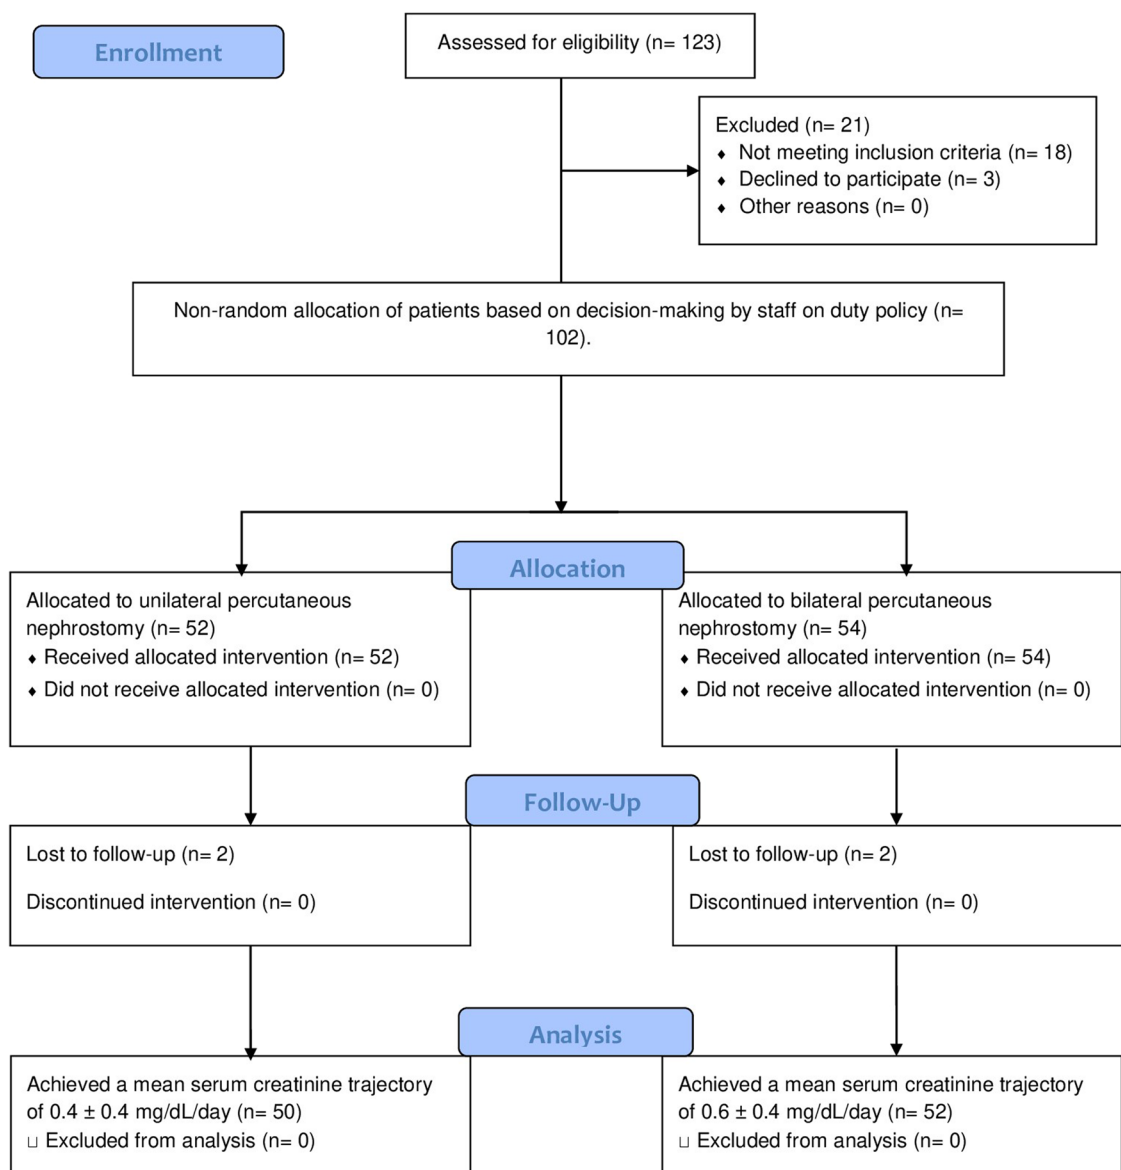 Enrollment
Assessed for eligibility (n= 123)
Excluded (n= 21)
♦ Not meeting inclusion criteria (n= 18)
♦ Declined to participate (n= 3)
♦ Other reasons (n= 0)
Non-random allocation of patients based on decision-making by staff on duty policy (n=
102).
Allocation
Allocated to unilateral percutaneous
nephrostomy (n= 52)
♦ Received allocated intervention (n= 52)
♦ Did not receive allocated intervention (n= 0)
Allocated to bilateral percutaneous
nephrostomy (n= 54)
♦ Received allocated intervention (n= 54)
♦ Did not receive allocated intervention (n= 0)
Follow-Up
Lost to follow-up (n= 2)
Discontinued intervention (n= 0)
Lost to follow-up (n= 2)
Discontinued intervention (n= 0)
Analysis
Achieved a mean serum creatinine trajectory
of 0.4 ± 0.4 mg/dL/day (n= 50)
␣ Excluded from analysis (n= 0)
Achieved a mean serum creatinine trajectory
of 0.6 ± 0.4 mg/dL/day (n= 52)
␣ Excluded from analysis (n= 0)